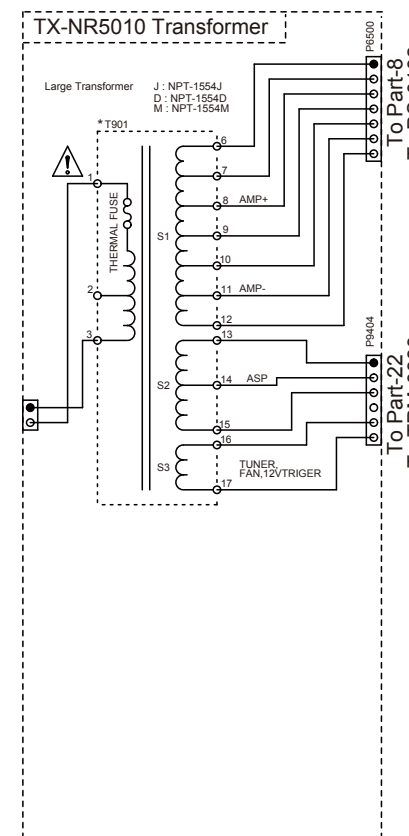 TX-NR5010 Transformer
P6500
Large Transformer
J : NPT-1554J
D : NPT-1554D
M : NPT-1554M
To Part-8
* T901
6
1
7
THERMAL FUSE
8 AMP+
S1
9
10
2
11 AMP-
12
3
13
P9404
S2
14 ASP
To Part-22
15
16
S3
TUNER,
FAN,12VTRIGER
17